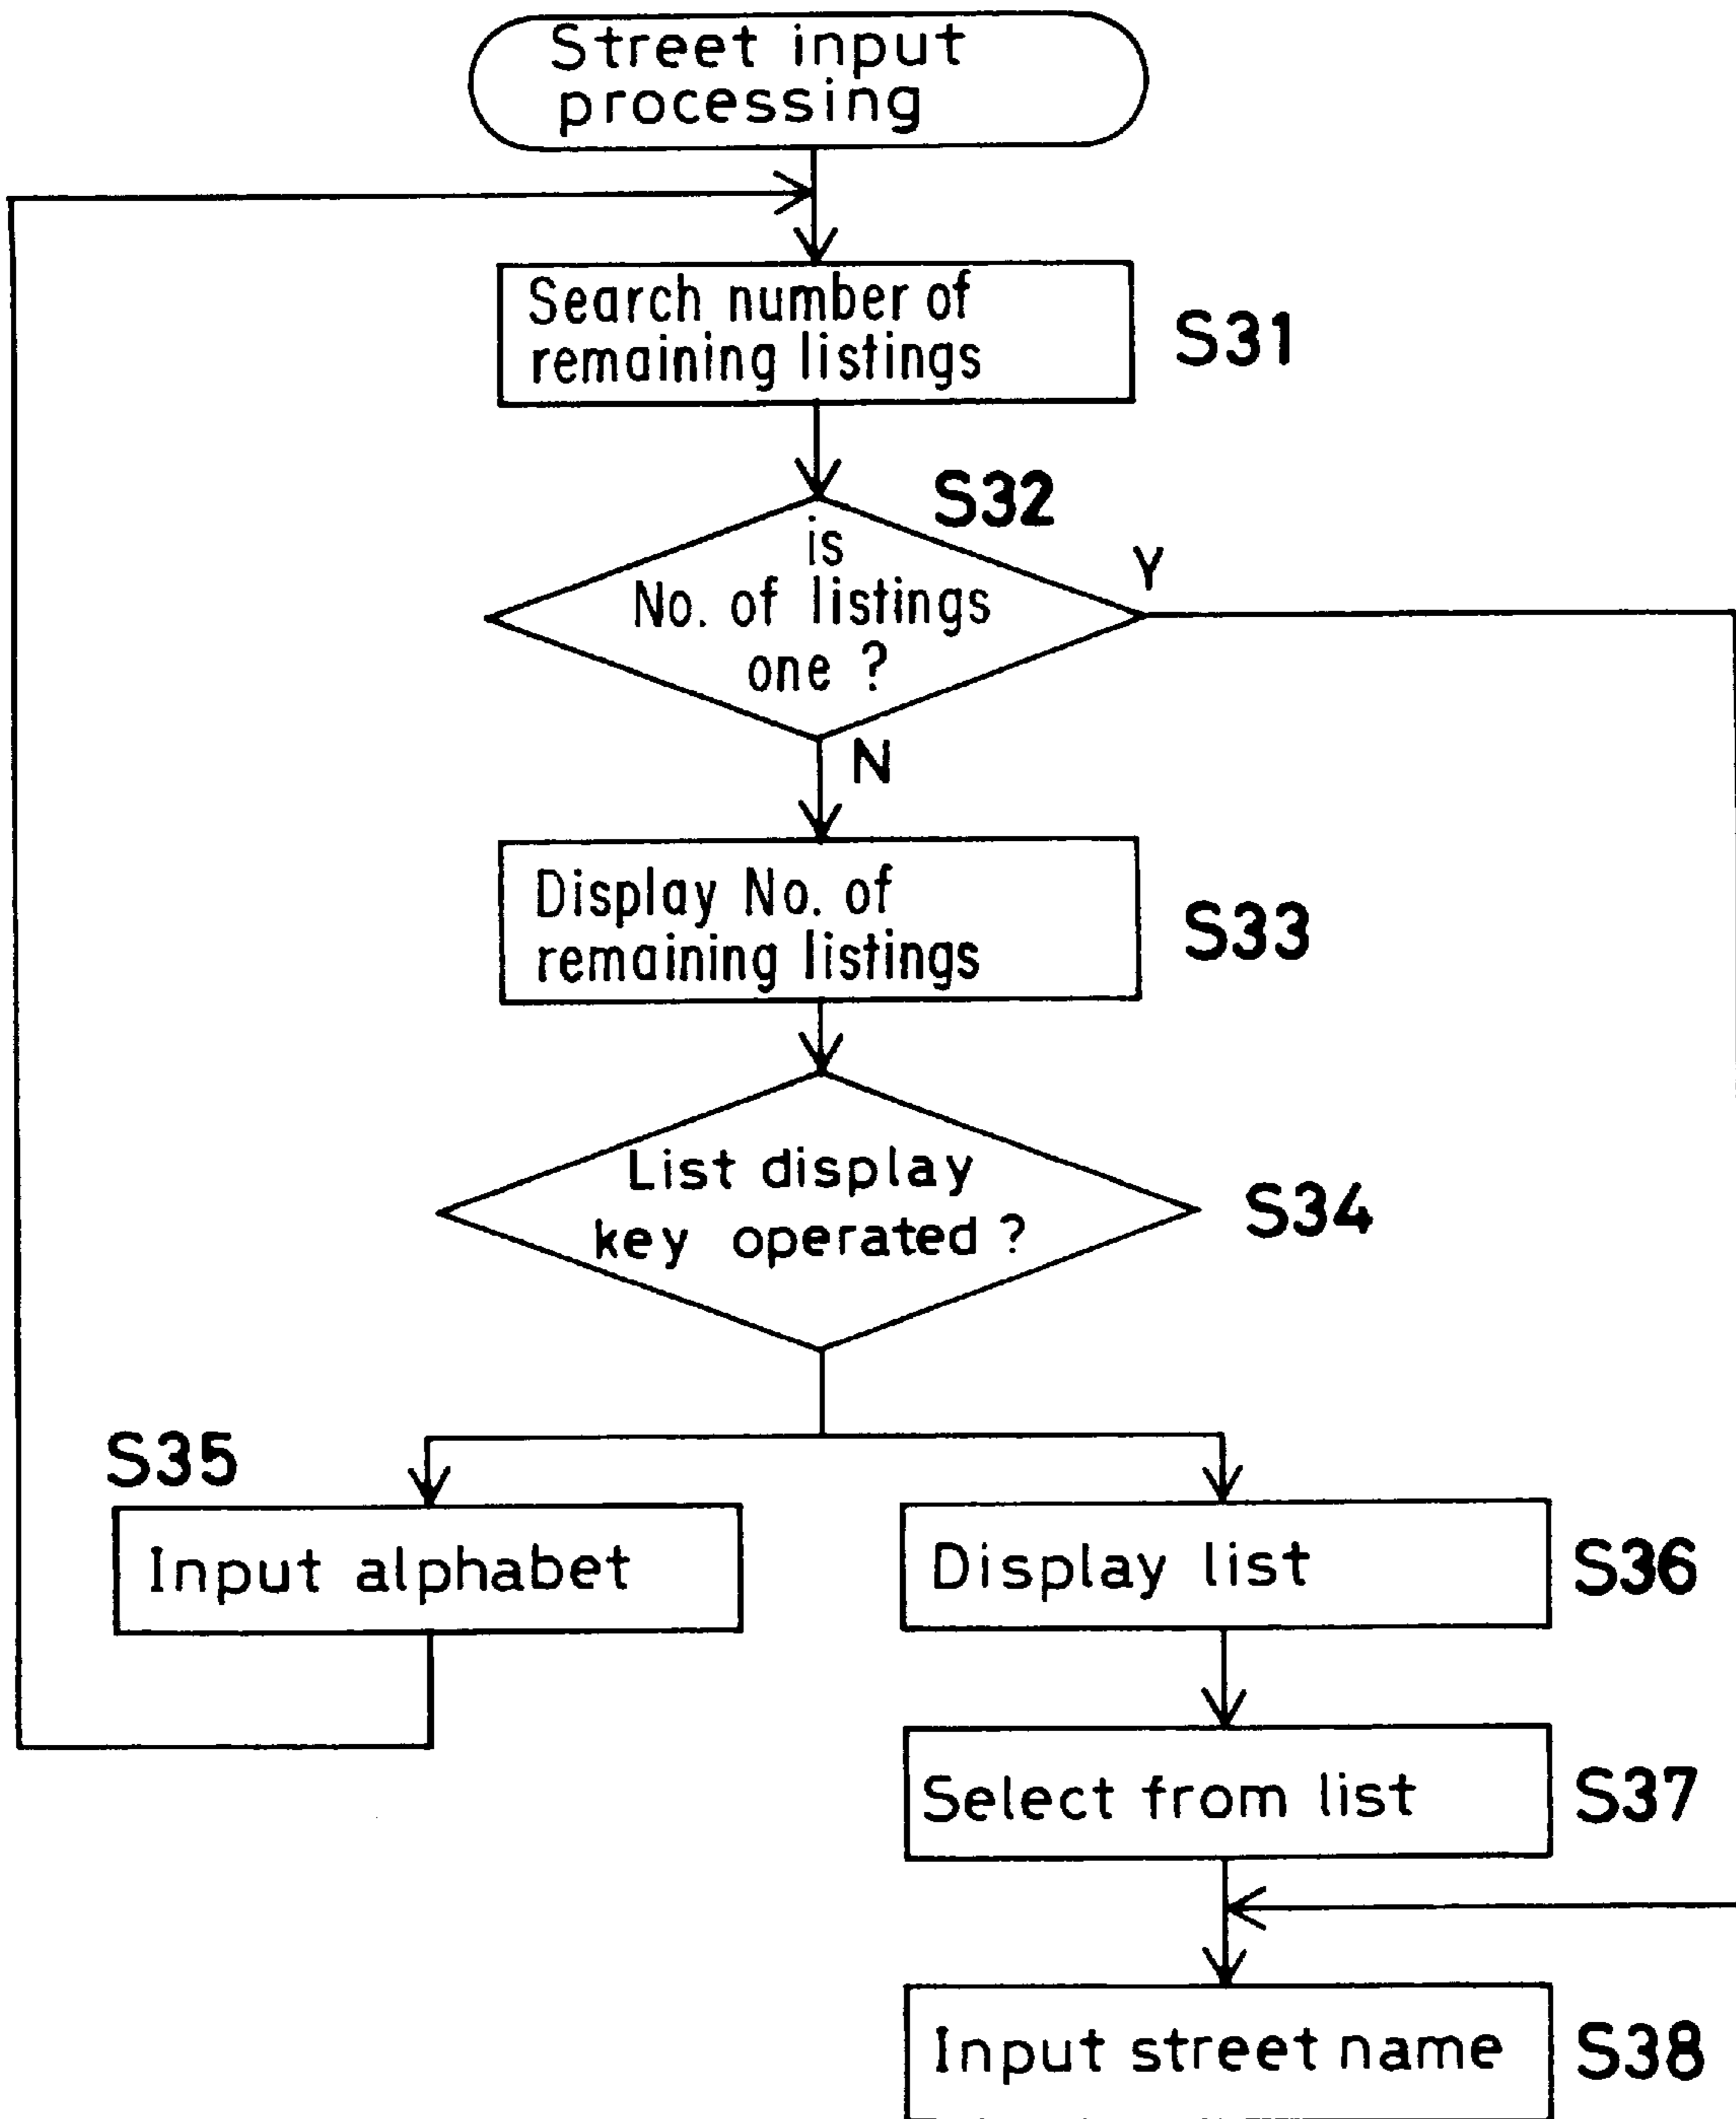 Street input
processing
Search number of
remaining listings
S31
S32
is
No. of listings
one ?
Y
N
Display No. of
remaining listings
S33
List display
key operated ?
S34
S35
Input alphabet
Display list
S36
Select from list
S37
Input street name
S38